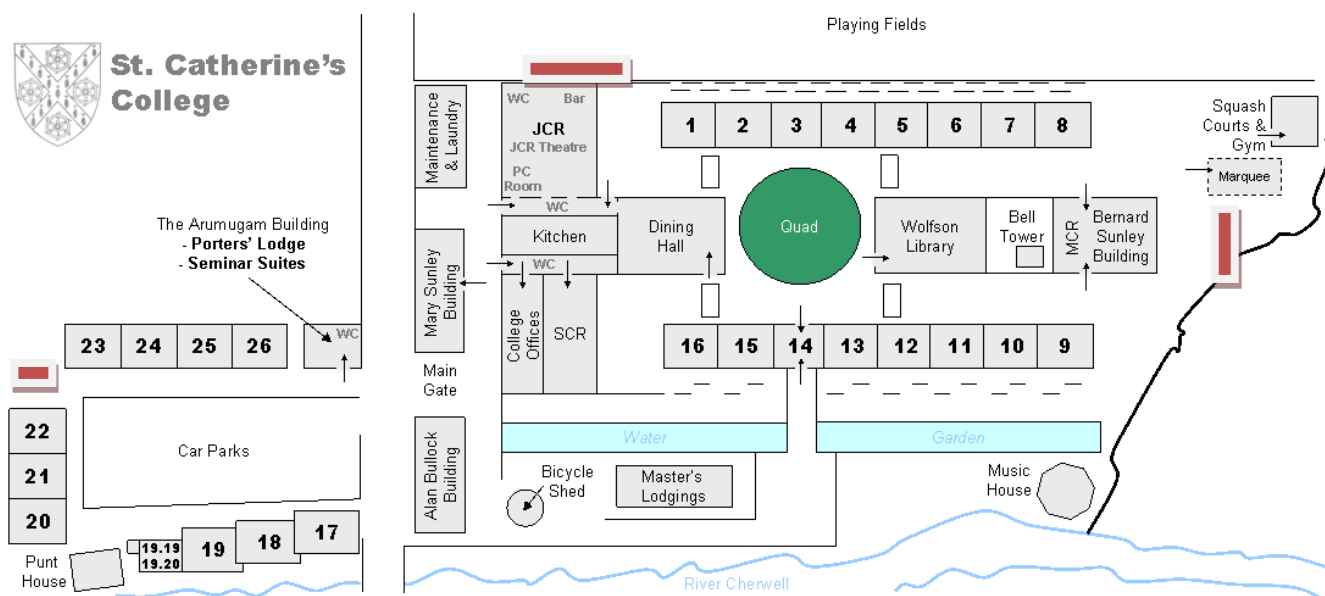 Playing Fields
St. Catherine's
College
WC Bar
JCR
JCR Theatre
PC
Room
WC
Maintenance
& Laundry
1 2 3 4 5 6 7 8
Squash
Courts &
Gym
Marquee
The Arumugam Building
- Porters' Lodge
- Seminar Suites
Kitchen
WC
Dining
Hall
Quad
Wolfson
Library
Bell
Tower
MCR
Bernard
Sunley
Building
Mary Sunley
Building
College
Offices
SCR
23 24 25 26
WC
16 15 14 13 12 11 10 9
Main
Gate
22
21
20
Car Parks
Alan Bullock
Building
Water
Garden
Bicycle
Shed
Master's
Lodgings
Music
House
19.19
19.20
19 18 17
Punt
House
River Cherwell